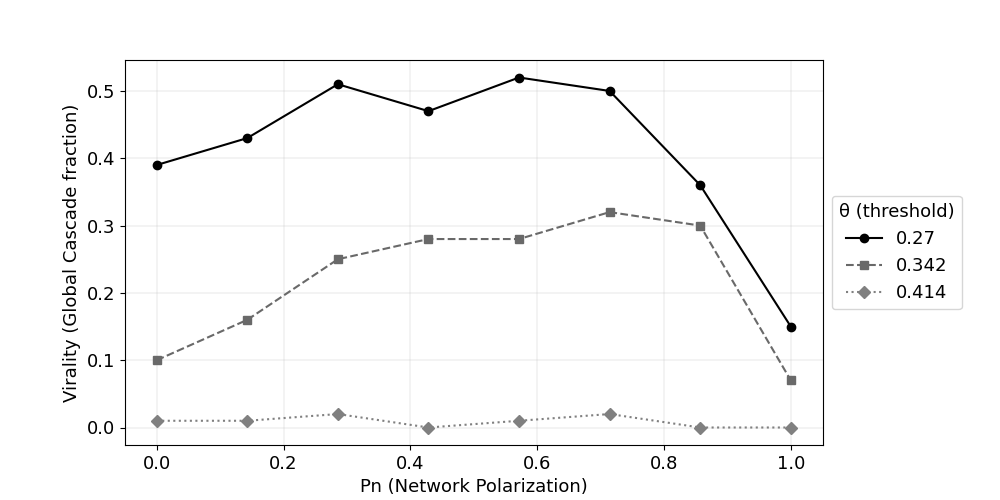 0.5
0.4
0.3
0.2
0.1
0.0
Virality (Global Cascade fraction)
0.0 0.2 0.4 0.6 0.8 1.0
Pn (Network Polarization)
θ (threshold)
0.27
0.342
0.414